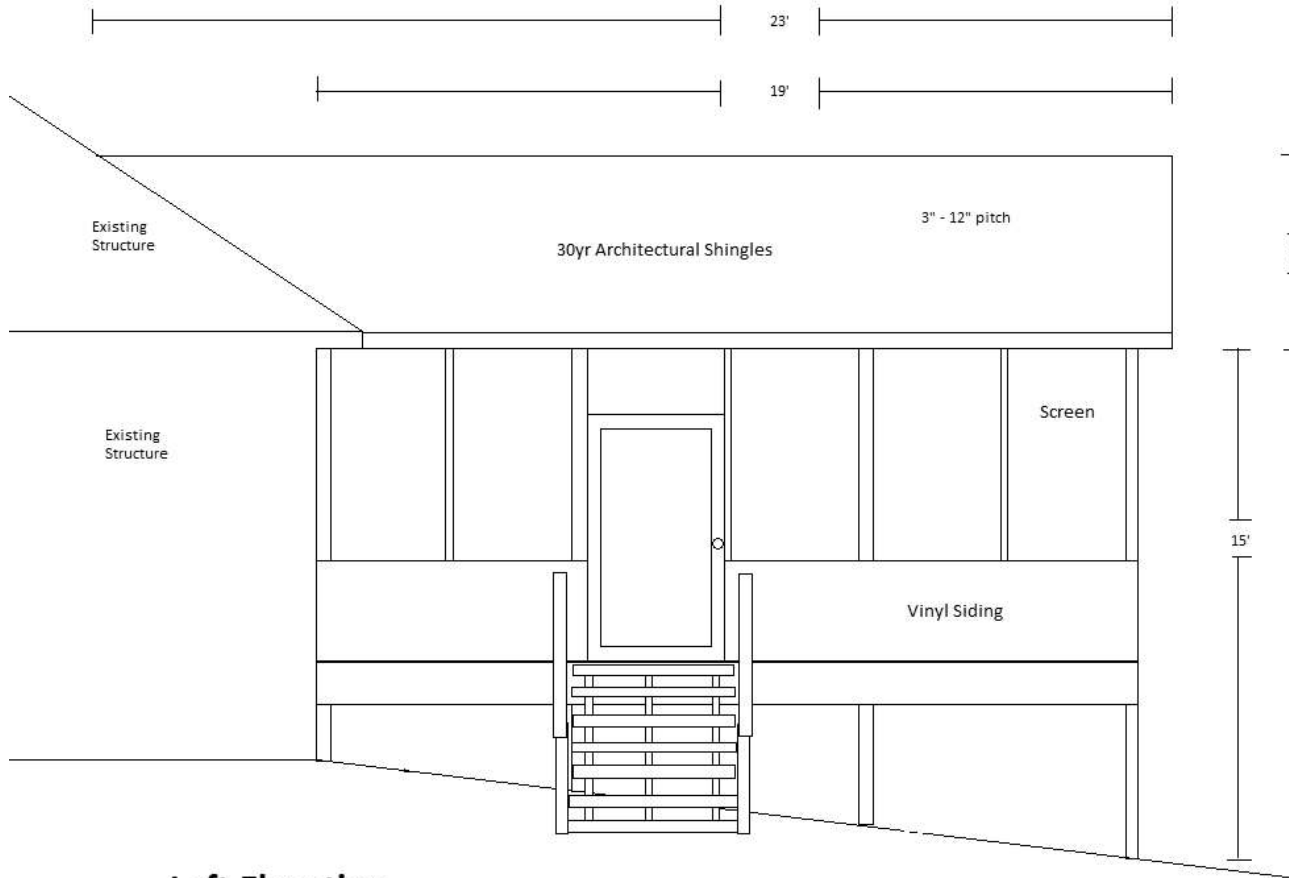 23'
19'
3" - 12" pitch
Existing
Structure
30yr Architectural Shingles
Screen
Existing
Structure
15'
Vinyl Siding